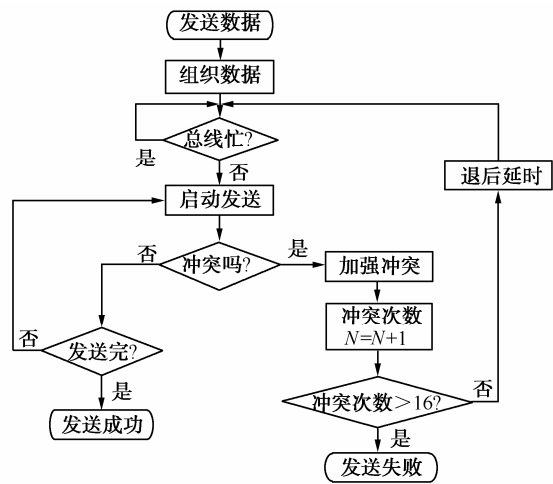 发送数据
组织数据
总线忙?
是
否
退后延时
启动发送
否
冲突吗?
是
加强冲突
冲突次数
N=N+1
否
发送完?
是
发送成功
冲突次数>16?
否
是
发送失败